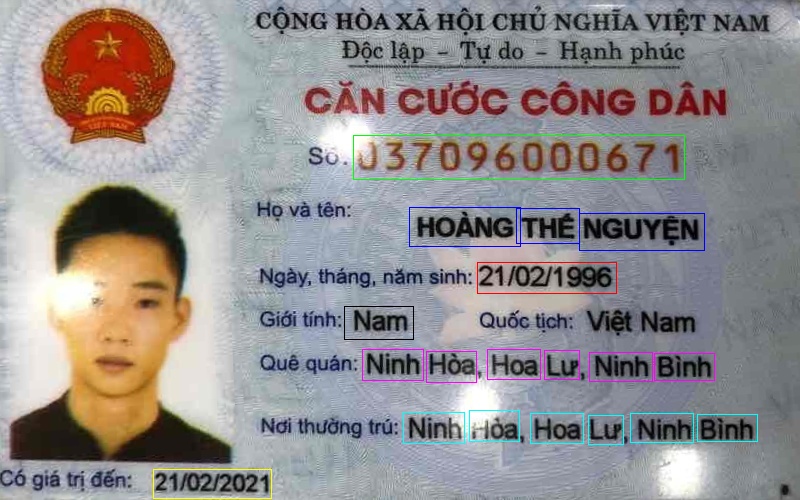 CỘNG HÒA XÃ HỘI CHỦ NGHĨA VIỆT NAM
Độc lập – Tự do – Hạnh phúc
CĂN CƯỚC CÔNG DÂN
Số: 037096000671
Họ và tên: HOÀNG THẾ NGUYỆN
Ngày, tháng, năm sinh: 21/02/1996
Giới tính: Nam Quốc tịch: Việt Nam
Quê quán: Ninh Hòa, Hoa Lư, Ninh Bình
Nơi thường trú: Ninh Hòa, Hoa Lư, Ninh Bình
Có giá trị đến: 21/02/2021